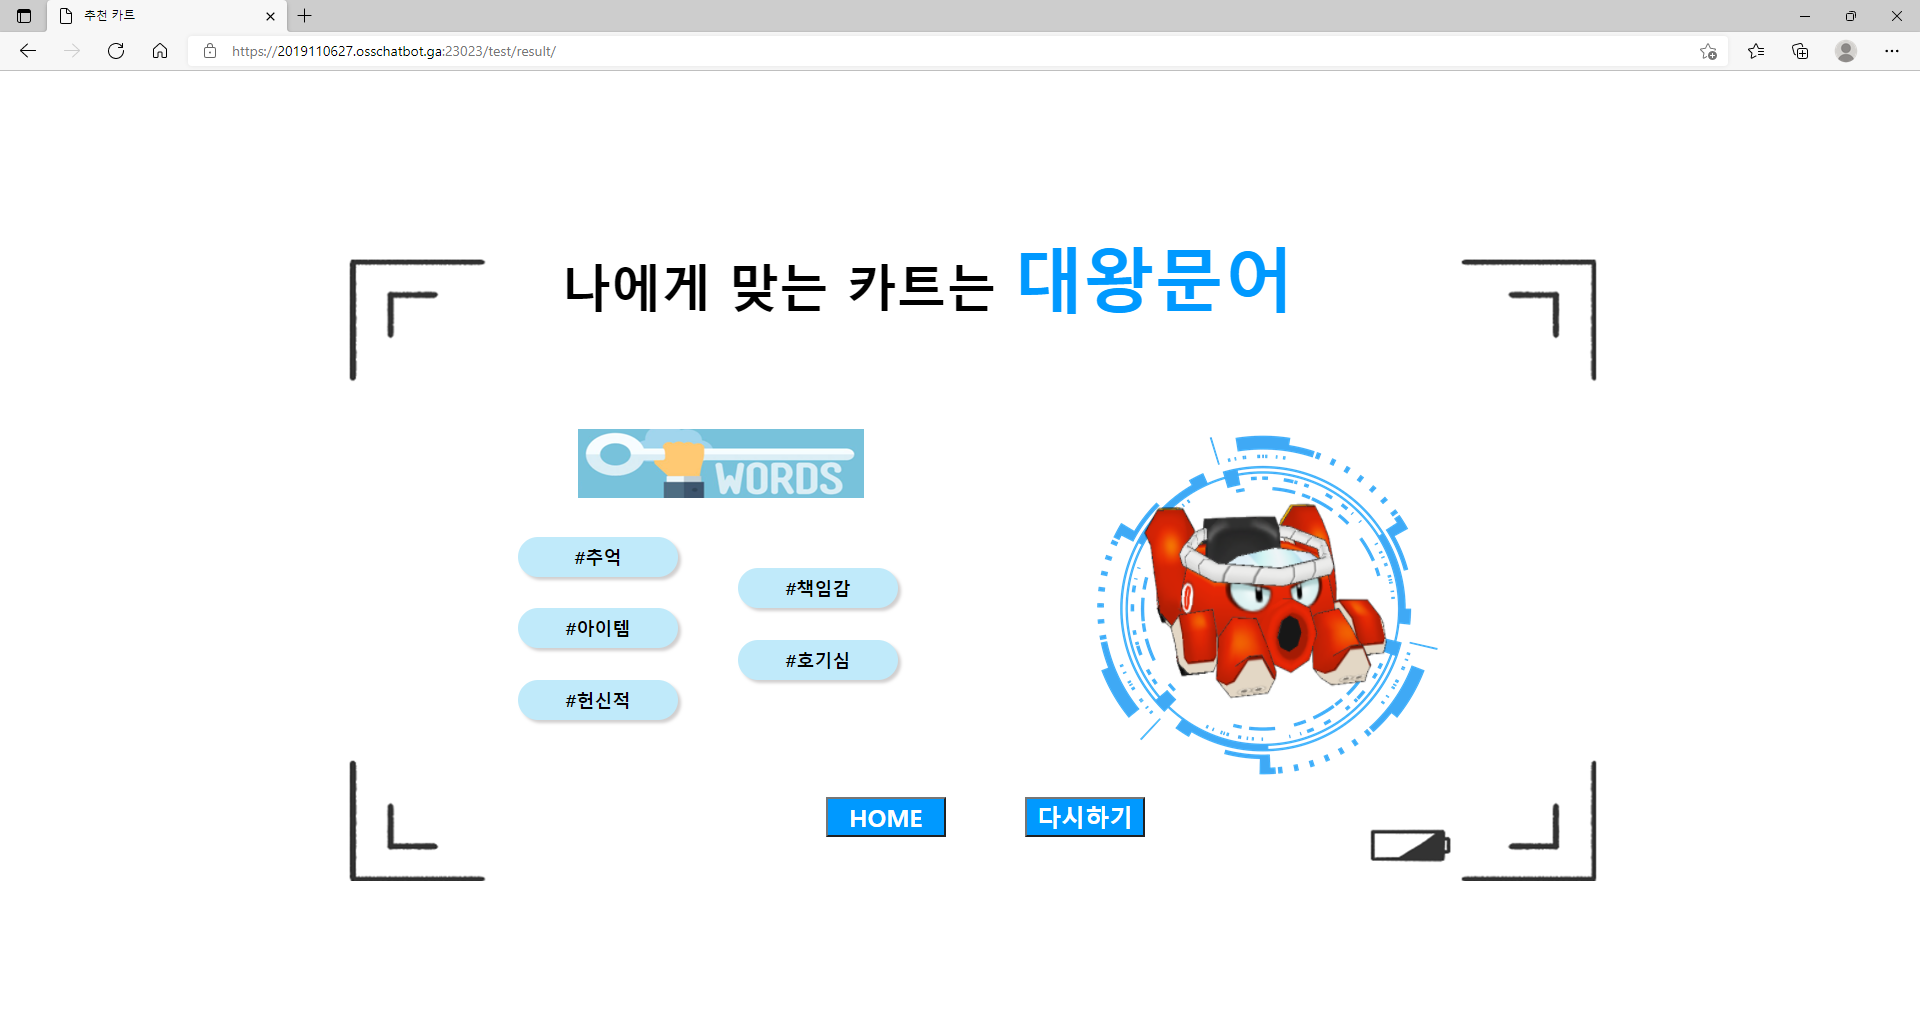 추천 카트
https://2019110627.osschatbot.ga:23023/test/result/
나에게 맞는 카트는 대왕문어
WORDS
#추억
#책임감
#아이템
#호기심
#헌신적
HOME
다시하기